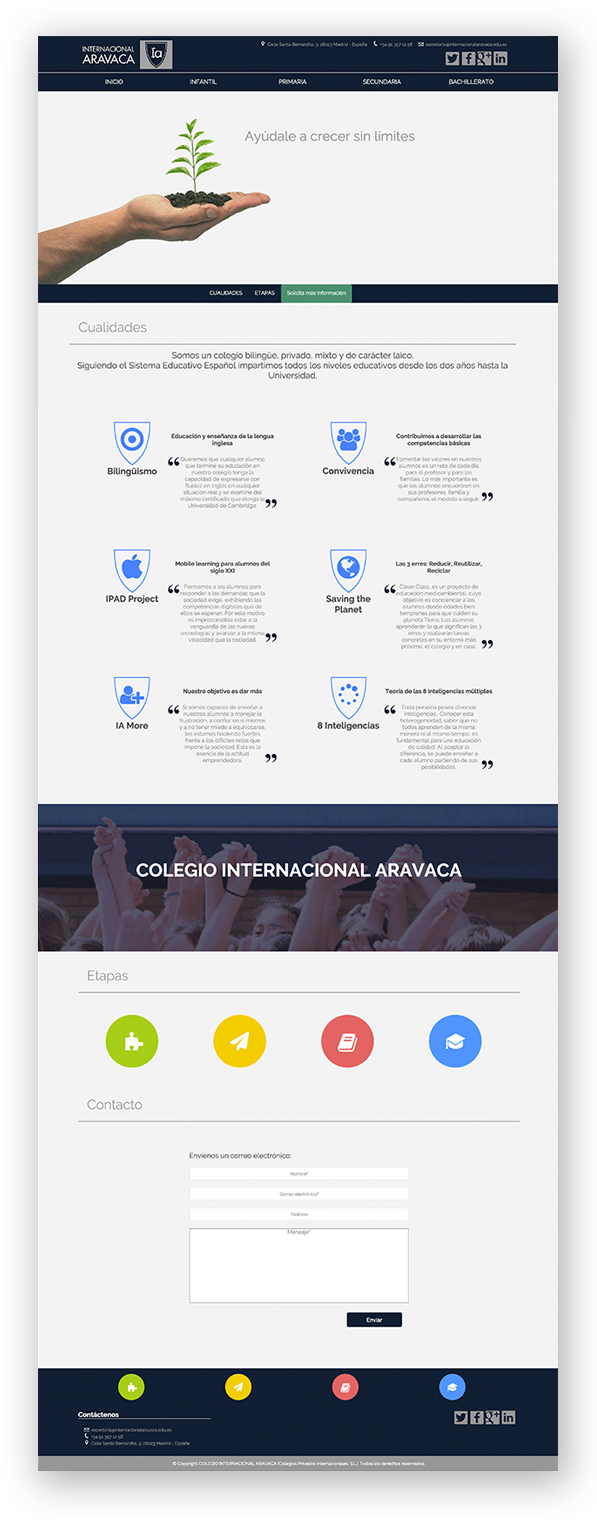 INTERNACIONAL
ARAVACA
Ia
Calle Santa Bernardita, 3, 28023 Madrid - España
+34 91 357 12 56
secretaria@internacionalaravaca.edu.es
INICIO
INFANTIL
PRIMARIA
SECUNDARIA
BACHILLERATO
Ayúdale a crecer sin límites
CUALIDADES
ETAPAS
Solicita más información
Cualidades
Somos un colegio bilingüe, privado, mixto y de carácter laico.
Siguiendo el Sistema Educativo Español impartimos todos los niveles educativos desde los dos años hasta la
Universidad.
Bilingüismo
Educación y enseñanza de la lengua
inglesa
“Queremos que cualquier alumno
que termine su educación en
nuestro colegio tenga la
capacidad de expresarse con
fluidez en inglés en cualquier
situación real y se examine del
máximo certificado que otorga la
Universidad de Cambridge.”
Convivencia
Contribuimos a desarrollar las
competencias básicas
“Fomentar los valores en nuestros
alumnos es un reto de cada día
para el profesor y para las
familias. Lo más importante es
que los alumnos encuentren en
sus profesores, familia y
compañeros el modelo a seguir.”
IPAD Project
Mobile learning para alumnos del
siglo XXI
“Formamos a los alumnos para
responder a las demandas que la
sociedad exige, exhibiendo las
competencias digitales que de
ellos se esperan. Por este motivo
es imprescindible estar a la
vanguardia de las nuevas
tecnologías y avanzar a la misma
velocidad que la sociedad.”
Saving the
Planet
Las 3 erres: Reducir, Reutilizar,
Reciclar
“Clean Class, es un proyecto de
educación medioambiental, cuyo
objetivo es concienciar a los
alumnos desde edades bien
tempranas para que cuiden su
planeta Tierra. Los alumnos
aprenderán lo que significan las 3
erres y realizarán tareas
concretas en su entorno más
próximo, el colegio y en casa.”
IA More
Nuestro objetivo es dar más
“Si somos capaces de enseñar a
nuestros alumnos a manejar la
frustración, a confiar en si mismos
y a no tener miedo a equivocarse,
les estamos haciendo fuertes
frente a los difíciles retos que
impone la sociedad. Esta es la
esencia de la actitud
emprendedora.”
8 Inteligencias
Teoría de las 8 Inteligencias múltiples
“Toda persona posee diversas
inteligencias. Conocer esta
heterogeneidad, saber que no
todos aprenden de la misma
manera ni al mismo tiempo, es
fundamental para una educación
de calidad. Al aceptar la
diferencia, se puede enseñar a
cada alumno partiendo de sus
posibilidades.”
COLEGIO INTERNACIONAL ARAVACA
Etapas
Contacto
Envíenos un correo electrónico:
Nombre*
Correo electrónico*
Teléfono
Mensaje*
Enviar
Contáctenos
secretaria@internacionalaravaca.edu.es
+34 91 357 12 56
Calle Santa Bernardita, 3, 28023 Madrid - España
© Copyright COLEGIO INTERNACIONAL ARAVACA (Colegios Privados Internacionales, S.L.). Todos los derechos reservados.